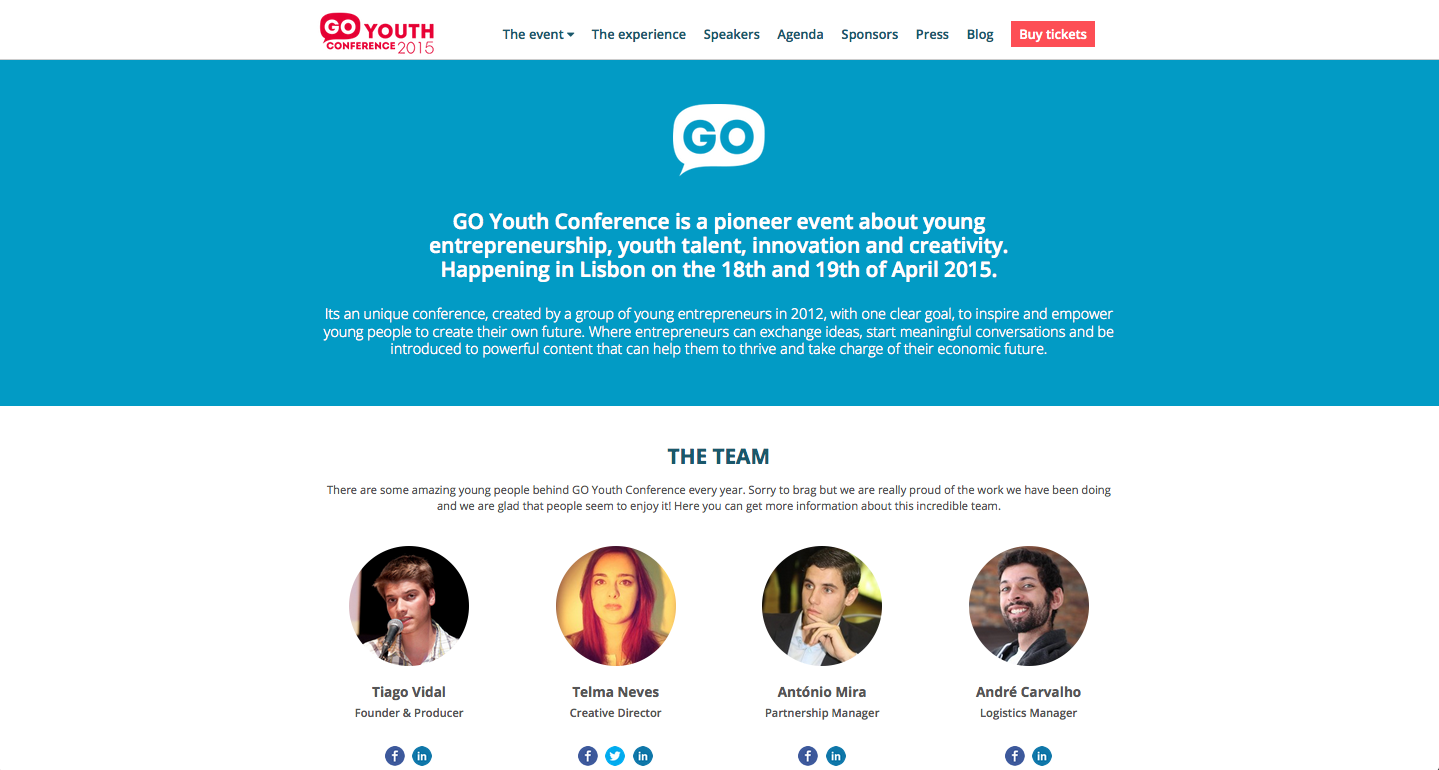 GO YOUTH
CONFERENCE 2015
The event
The experience
Speakers
Agenda
Sponsors
Press
Blog
Buy tickets
GO
GO Youth Conference is a pioneer event about young
entrepreneurship, youth talent, innovation and creativity.
Happening in Lisbon on the 18th and 19th of April 2015.
Its an unique conference, created by a group of young entrepreneurs in 2012, with one clear goal, to inspire and empower
young people to create their own future. Where entrepreneurs can exchange ideas, start meaningful conversations and be
introduced to powerful content that can help them to thrive and take charge of their economic future.
THE TEAM
There are some amazing young people behind GO Youth Conference every year. Sorry to brag but we are really proud of the work we have been doing
and we are glad that people seem to enjoy it! Here you can get more information about this incredible team.
Tiago Vidal
Founder & Producer
f in
Telma Neves
Creative Director
f in
António Mira
Partnership Manager
f in
André Carvalho
Logistics Manager
f in